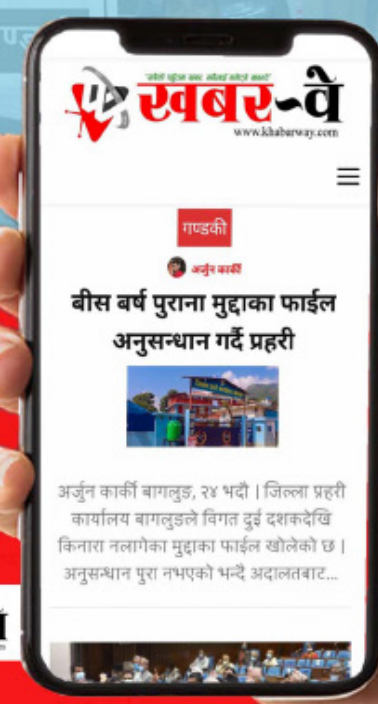 खबर-वे
www.khabarway.com
गण्डकी
अर्जुन कार्की
बीस बर्ष पुराना मुद्दाका फाईल
अनुसन्धान गर्दै प्रहरी
अर्जुन कार्की बागलुङ, २४ भदौ | जिल्ला प्रहरी
कार्यालय बागलुङले विगत दुई दशकदेखि
किनारा नलागेका मुद्दाका फाईल खोलेको छ |
अनुसन्धान पुरा नभएको भन्दै अदालतबाट...